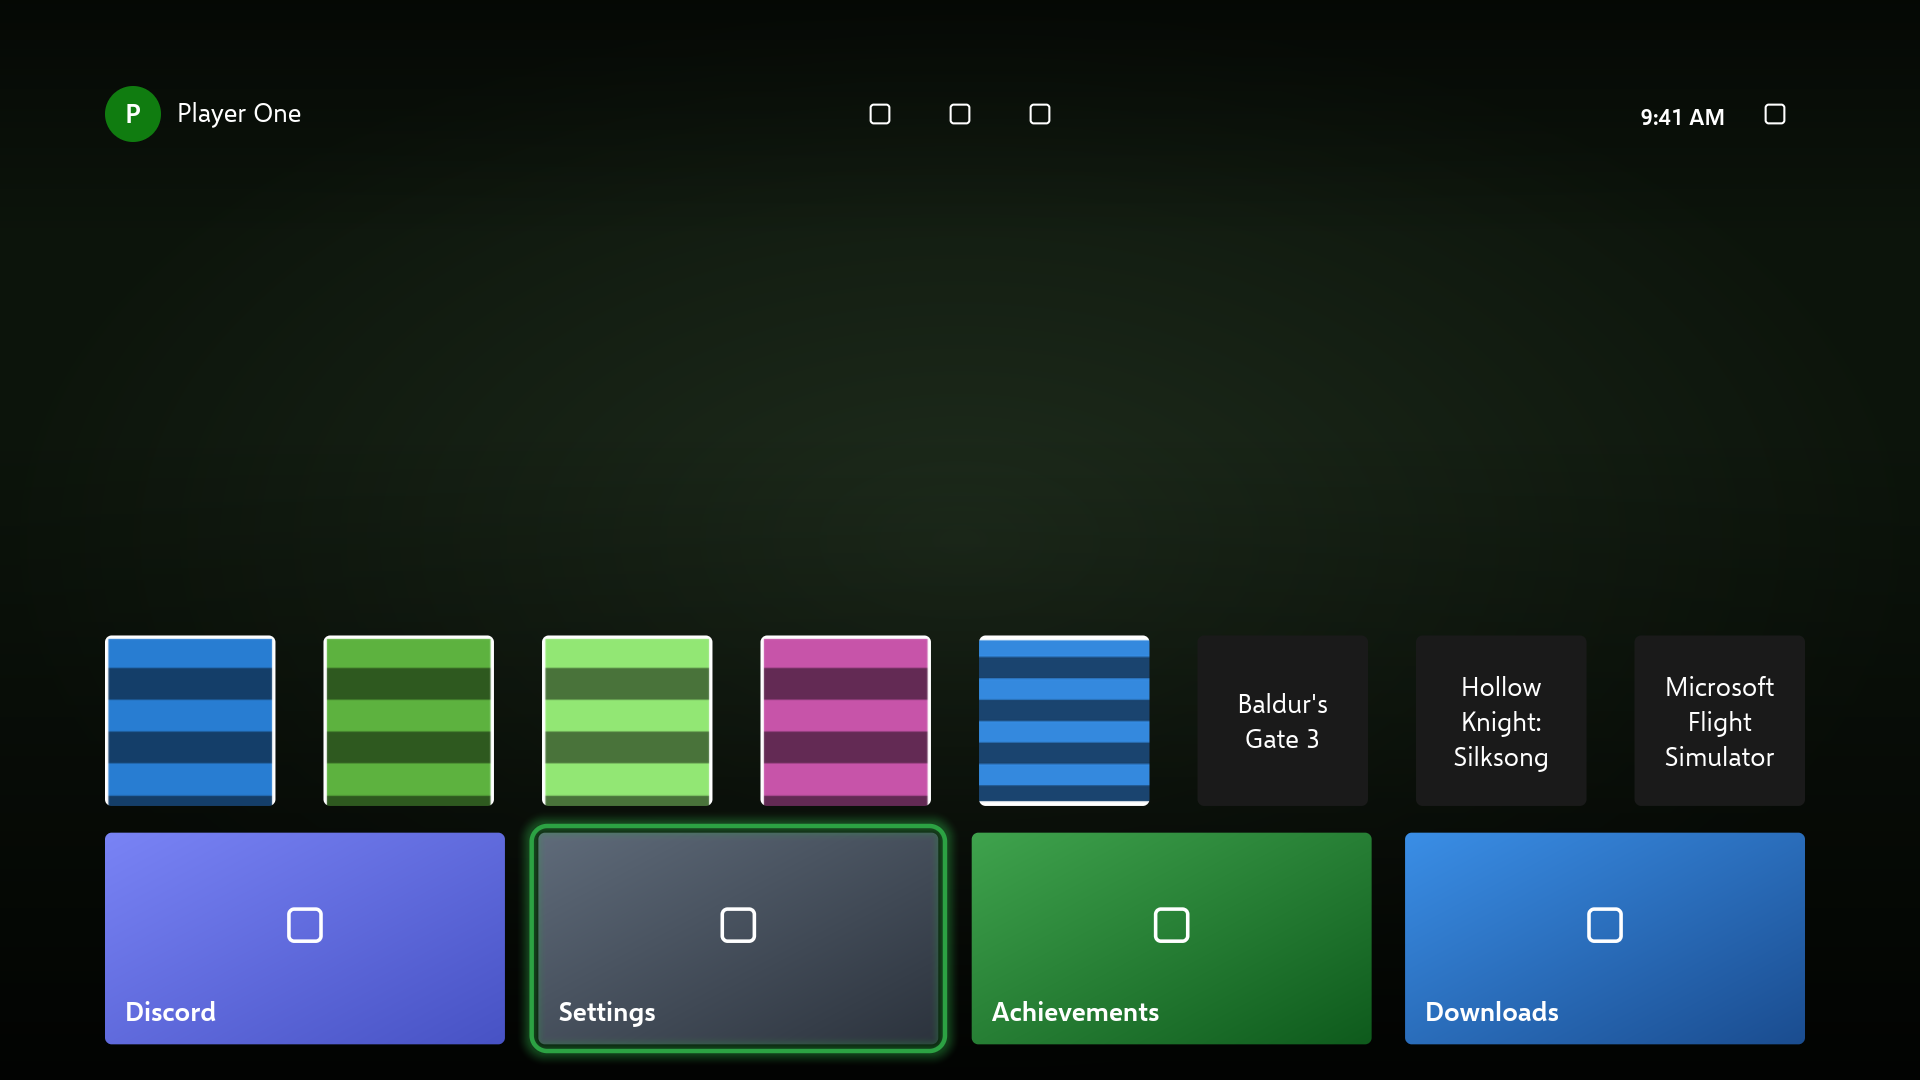 P
Player One
9:41 AM
Baldur's
Gate 3
Hollow
Knight:
Silksong
Microsoft
Flight
Simulator
Discord
Settings
Achievements
Downloads